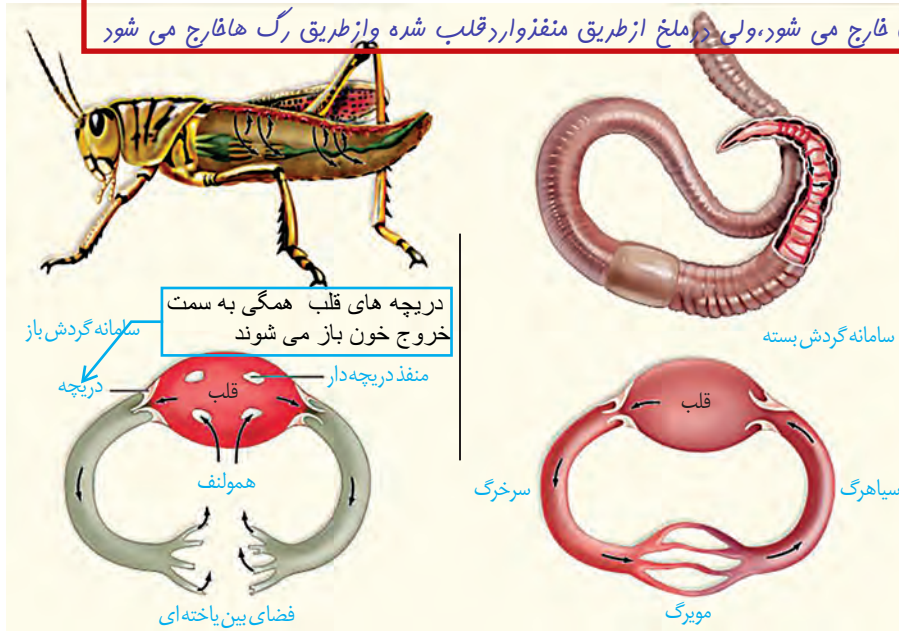 خارج می شود،ولی درملخ ازطریق منفذوارد قلب شده وازطریق رگ هاخارج می شود
دریچه های قلب همگی به سمت
خروج خون باز می شوند
سامانه گردش باز
سامانه گردش بسته
دریچه
قلب
منفذ دریچه‌دار
قلب
همولنف
سرخرگ
سیاهرگ
فضای بین یاخته‌ای
مویرگ